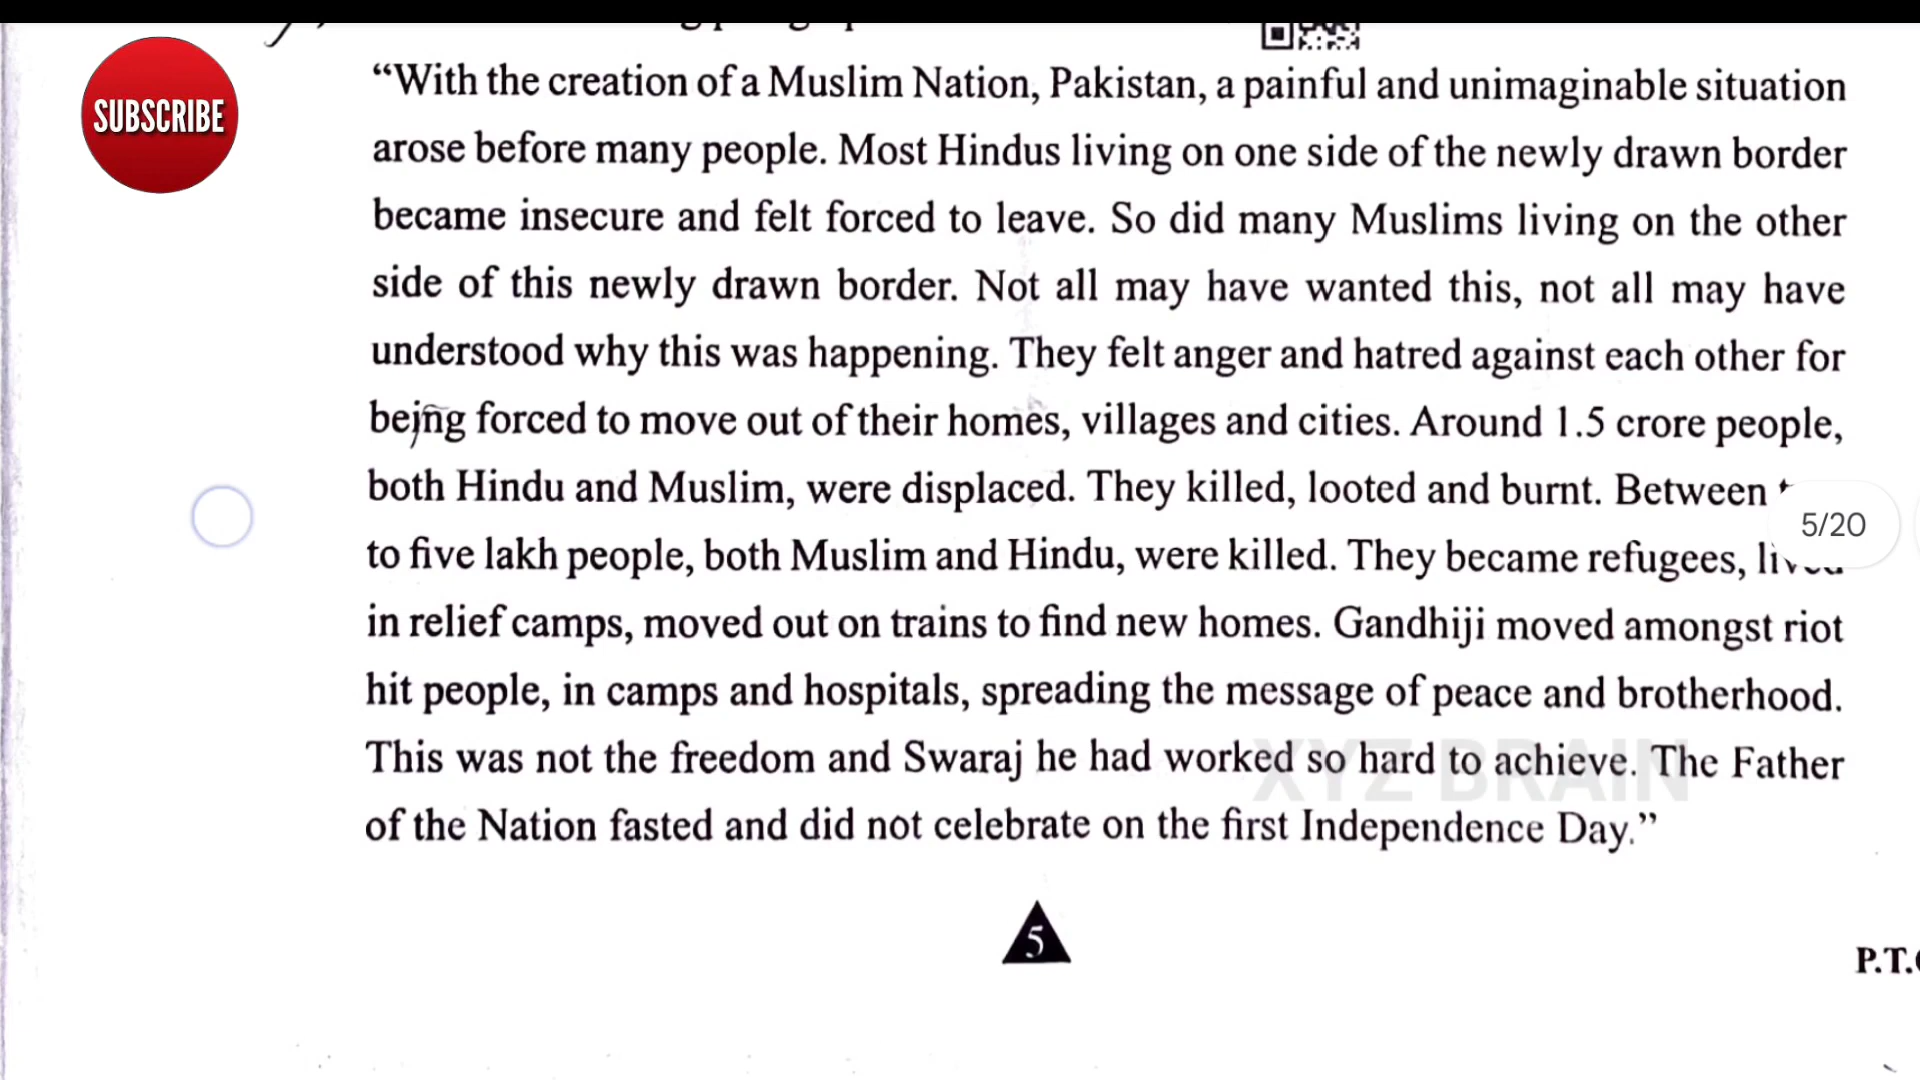 SUBSCRIBE
“With the creation of a Muslim Nation, Pakistan, a painful and unimaginable situation
arose before many people. Most Hindus living on one side of the newly drawn border
became insecure and felt forced to leave. So did many Muslims living on the other
side of this newly drawn border. Not all may have wanted this, not all may have
understood why this was happening. They felt anger and hatred against each other for
being forced to move out of their homes, villages and cities. Around 1.5 crore people,
both Hindu and Muslim, were displaced. They killed, looted and burnt. Between
5/20
to five lakh people, both Muslim and Hindu, were killed. They became refugees, lived
in relief camps, moved out on trains to find new homes. Gandhiji moved amongst riot
hit people, in camps and hospitals, spreading the message of peace and brotherhood.
This was not the freedom and Swaraj he had worked so hard to achieve. The Father
XYZ BRAIN
of the Nation fasted and did not celebrate on the first Independence Day.”
5
P.T.